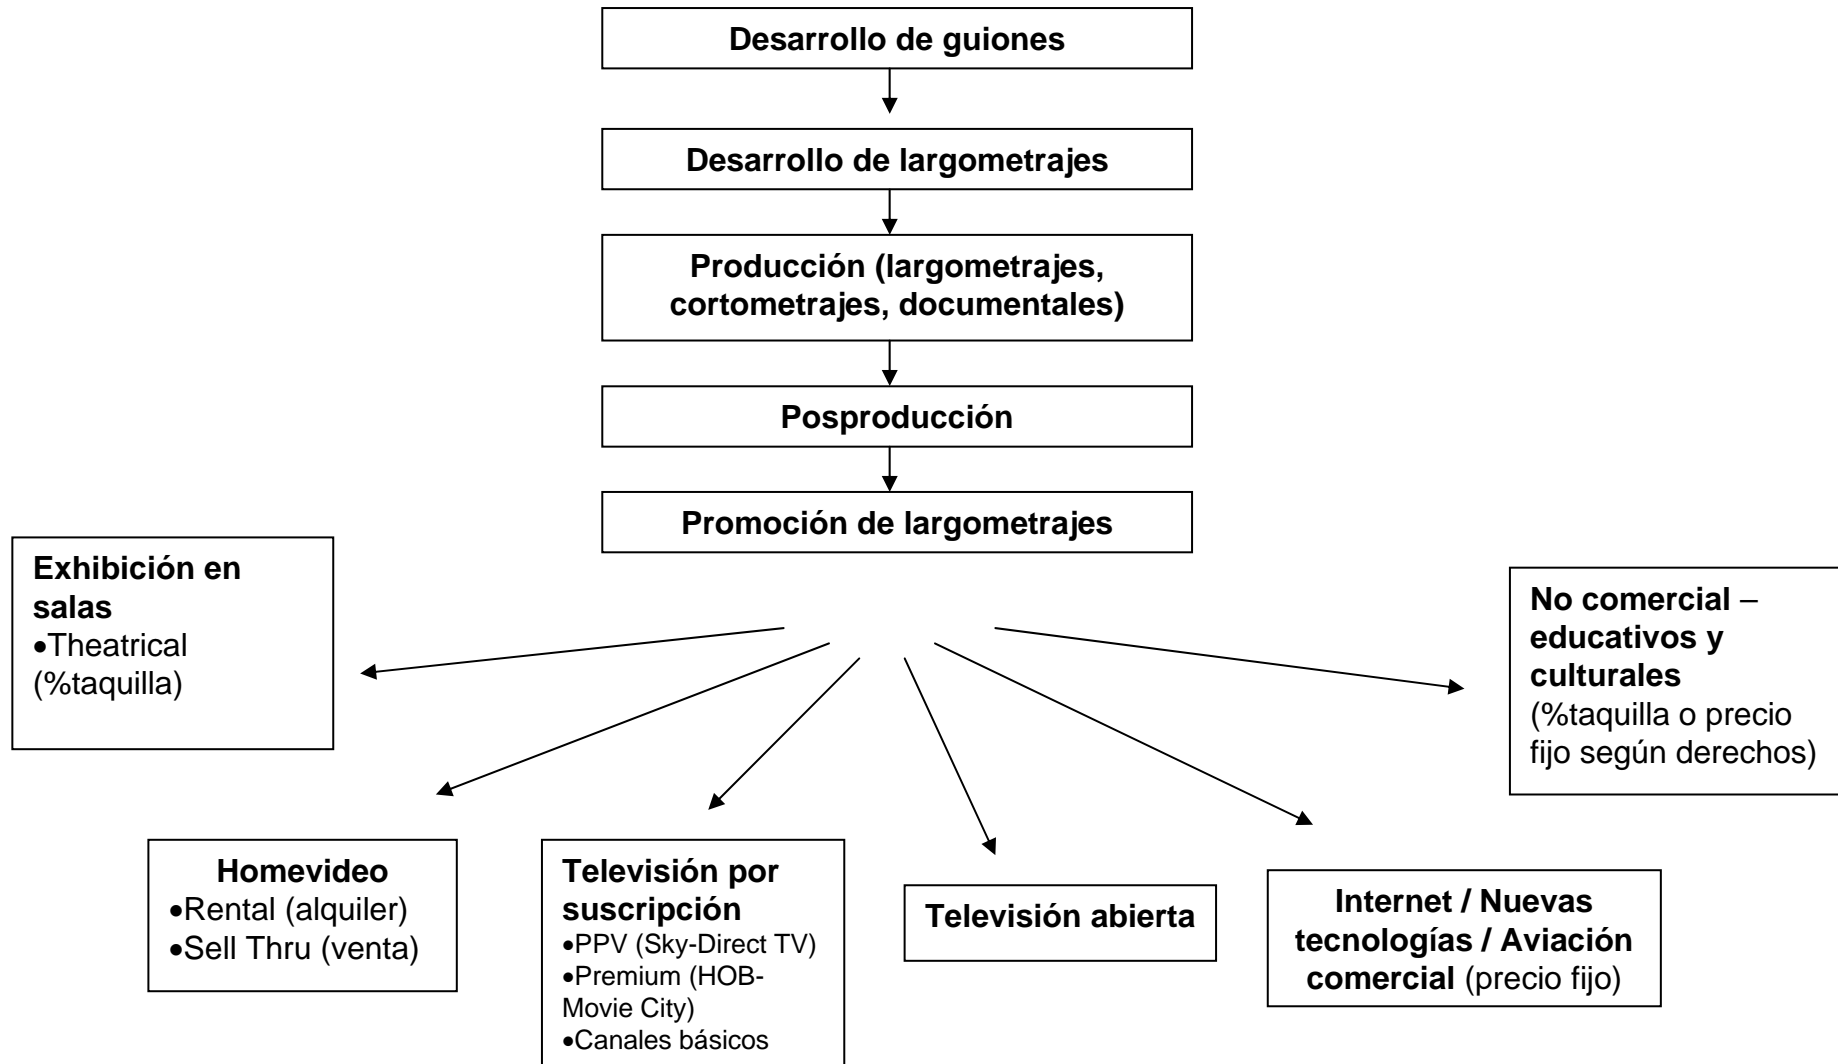 Desarrollo de guiones
Desarrollo de largometrajes
Producción (largometrajes,
cortometrajes, documentales)
Posproducción
Promoción de largometrajes
Exhibición en
salas
•Theatrical
(%taquilla)
No comercial –
educativos y
culturales
(%taquilla o precio
fijo según derechos)
Homevideo
•Rental (alquiler)
•Sell Thru (venta)
Televisión por
suscripción
•PPV (Sky-Direct TV)
•Premium (HOB-
Movie City)
•Canales básicos
Televisión abierta
Internet / Nuevas
tecnologías / Aviación
comercial (precio fijo)